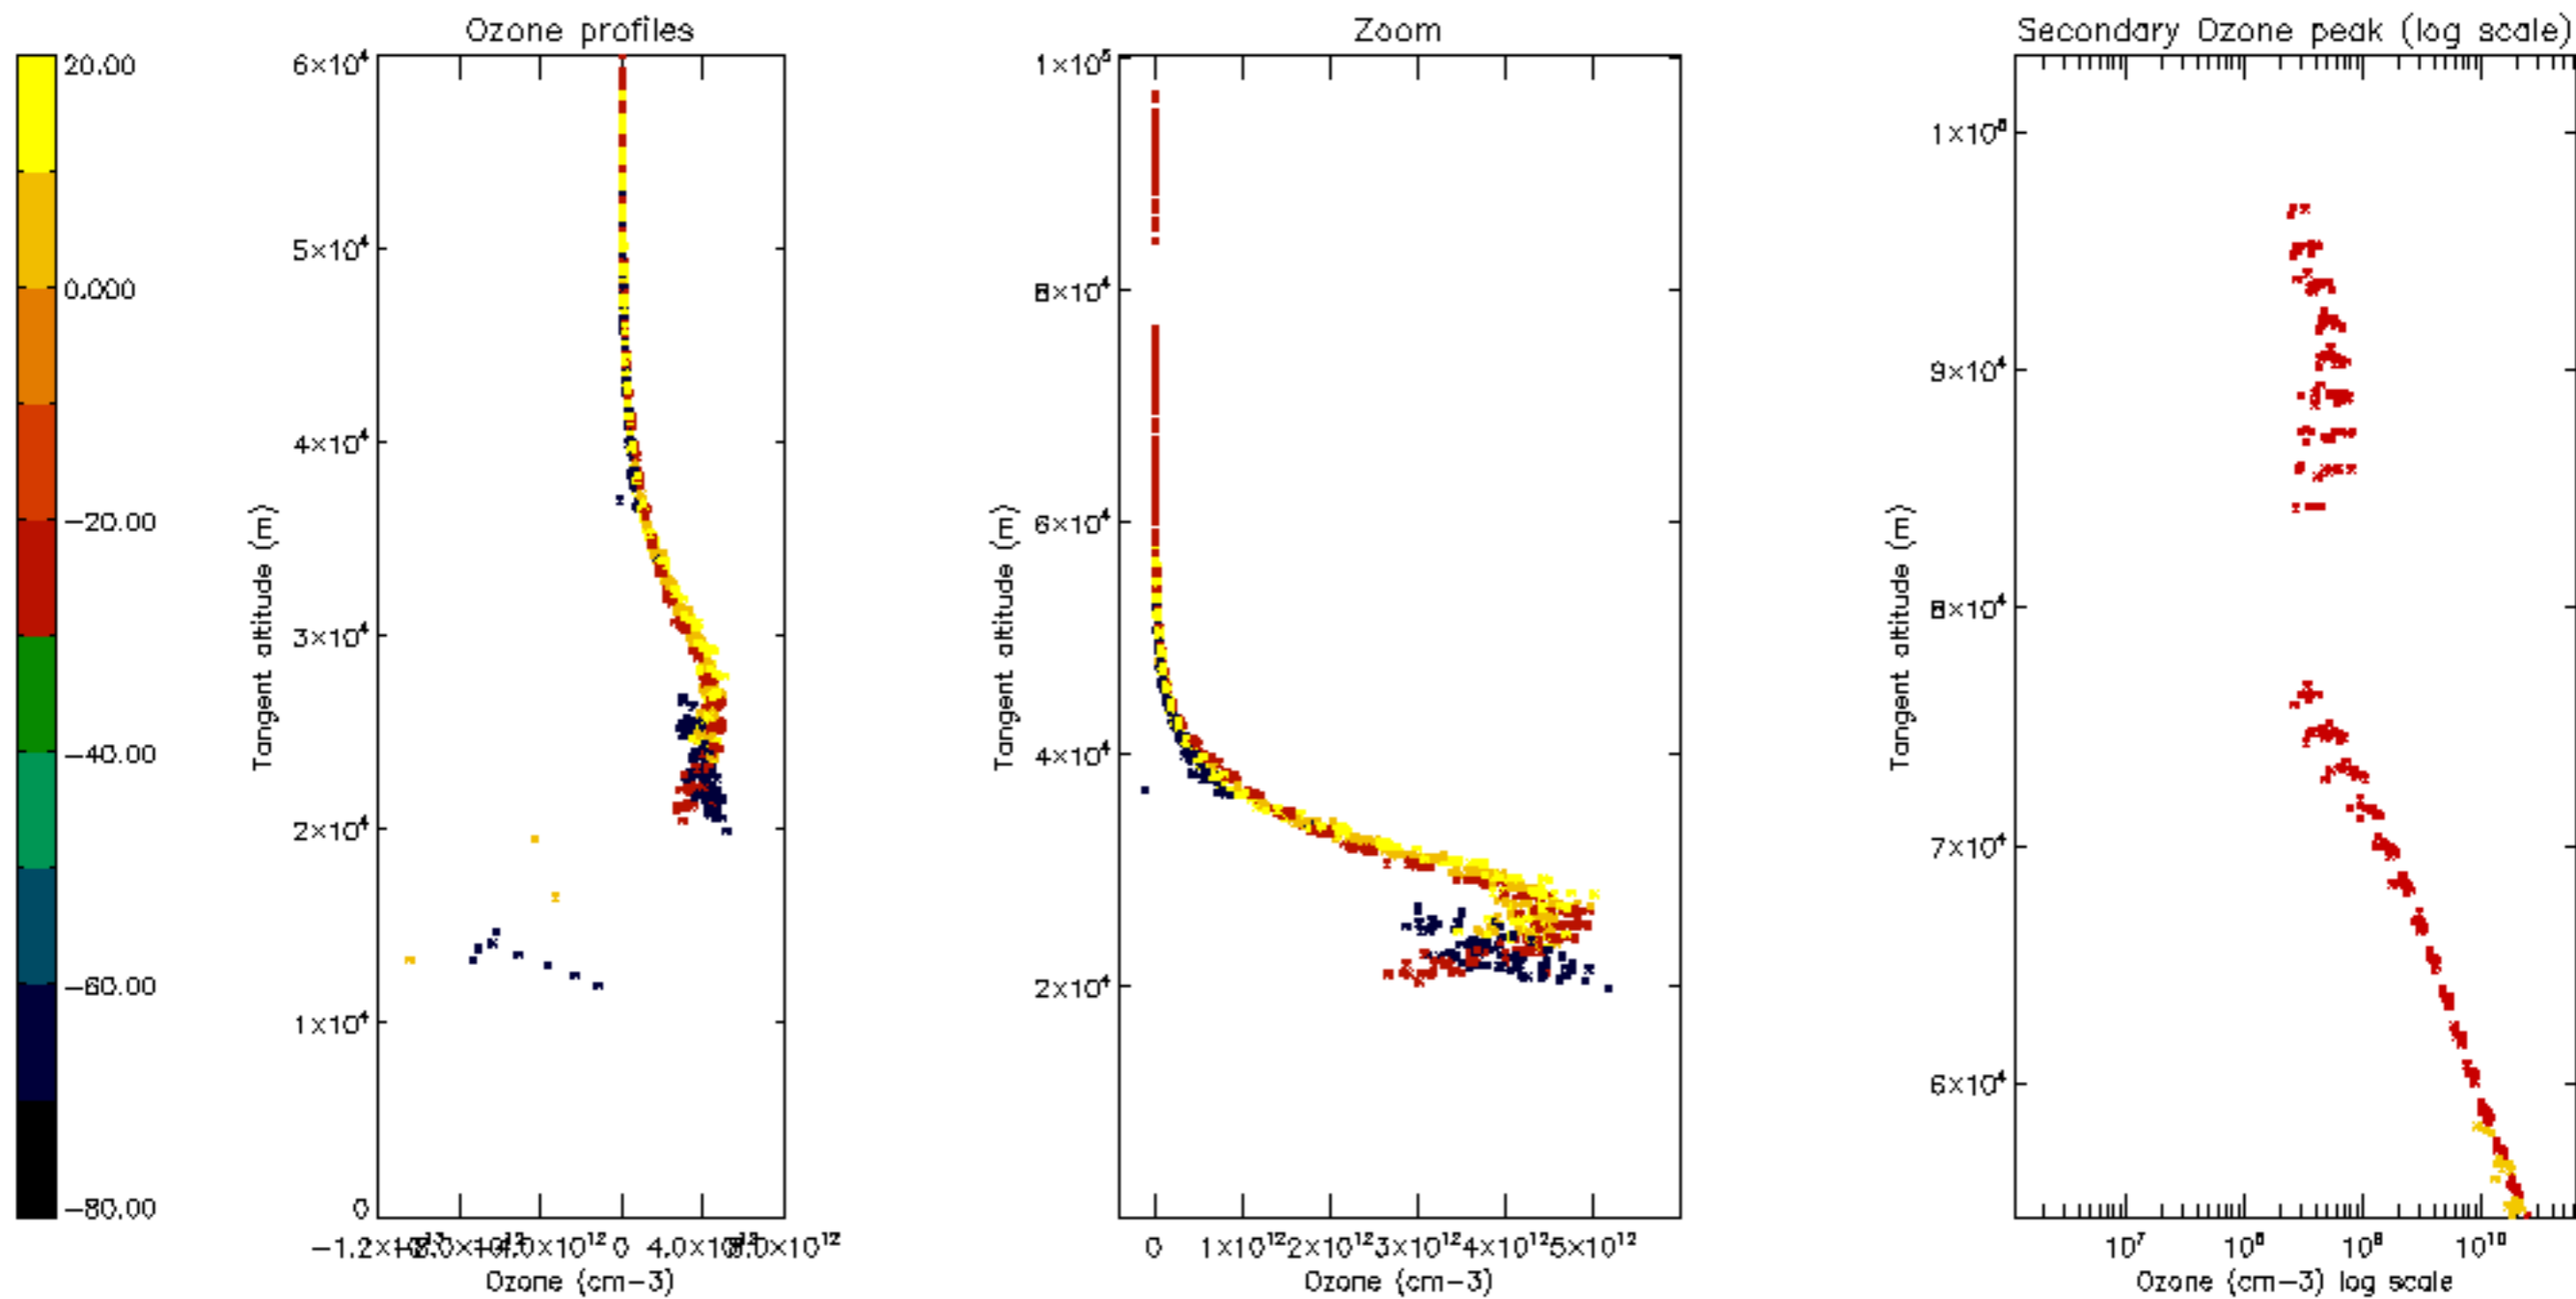 Ozone profiles
Zoom
Secondary Ozone peak (log scale)
20.00
0.000
−20.00
−40.00
−60.00
−80.00
6×10⁴
5×10⁴
4×10⁴
3×10⁴
2×10⁴
1×10⁴
0
Tangent altitude (m)
4.0×10¹² 0
Ozone (cm−3)
1×10⁵
8×10⁴
6×10⁴
4×10⁴
2×10⁴
Tangent altitude (m)
0 1×10¹² 2×10¹² 3×10¹² 4×10¹² 5×10¹²
Ozone (cm−3)
9×10⁴
8×10⁴
7×10⁴
6×10⁴
Tangent altitude (m)
10⁷ 10⁸ 10⁹ 10¹⁰
Ozone (cm−3) log scale